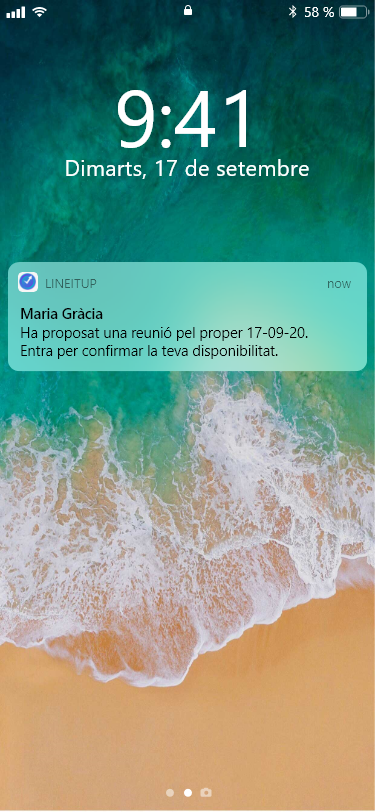 58 %
9:41
Dimarts, 17 de setembre
LINEITUP now
Maria Gràcia
Ha proposat una reunió pel proper 17-09-20.
Entra per confirmar la teva disponibilitat.